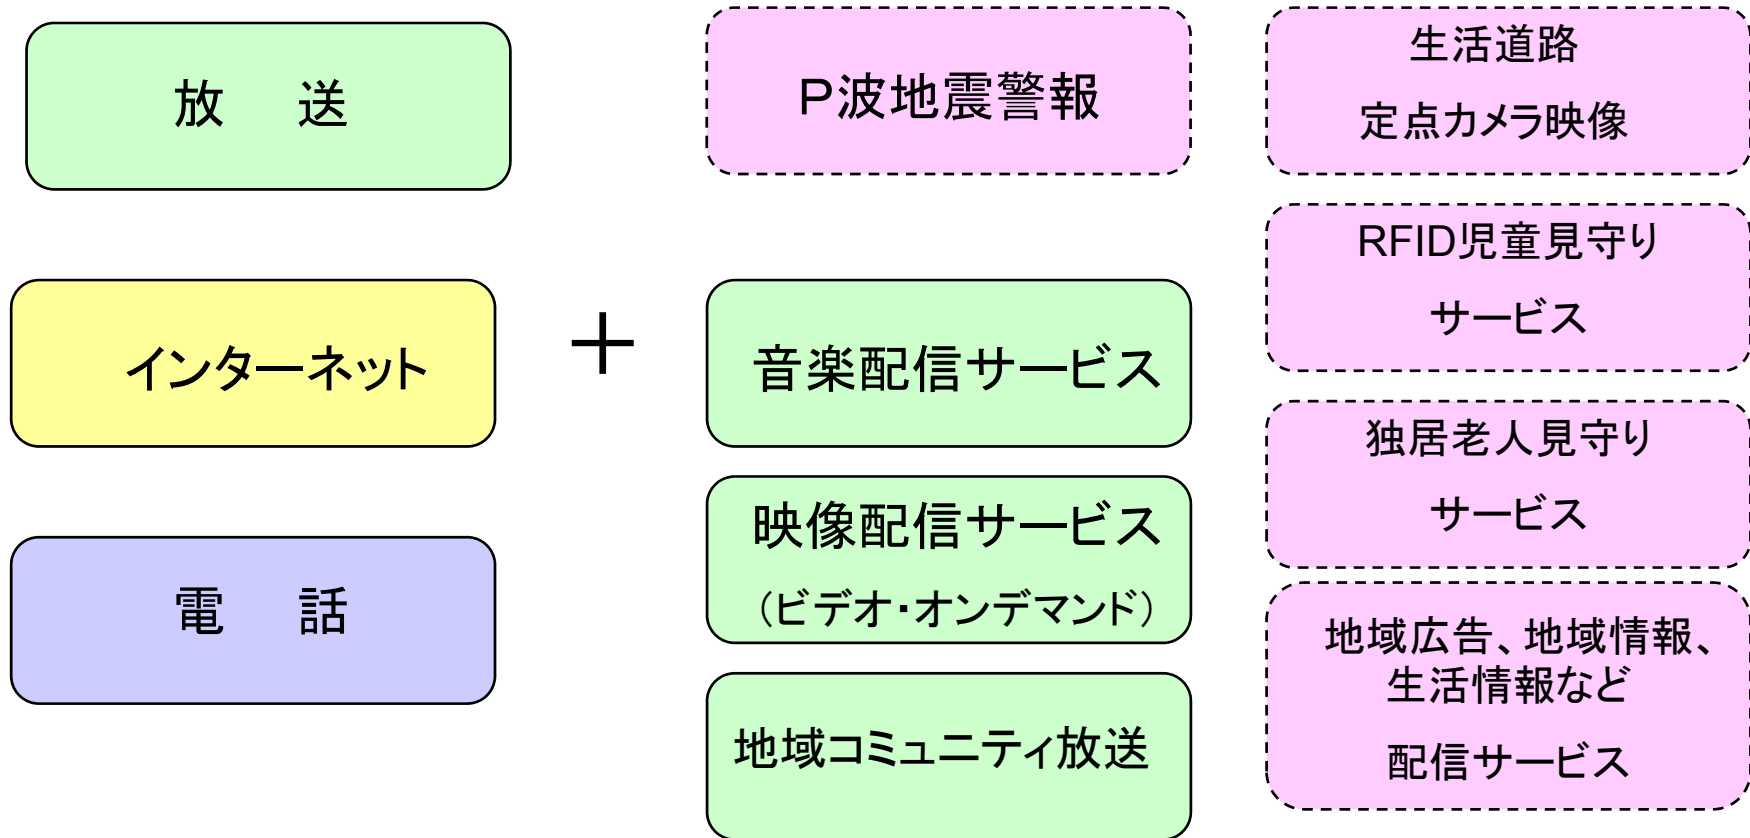 放　送
インターネット
電　話
＋
P波地震警報
音楽配信サービス
映像配信サービス
（ビデオ・オンデマンド）
地域コミュニティ放送
生活道路
定点カメラ映像
RFID児童見守り
サービス
独居老人見守り
サービス
地域広告、地域情報、
生活情報など
配信サービス